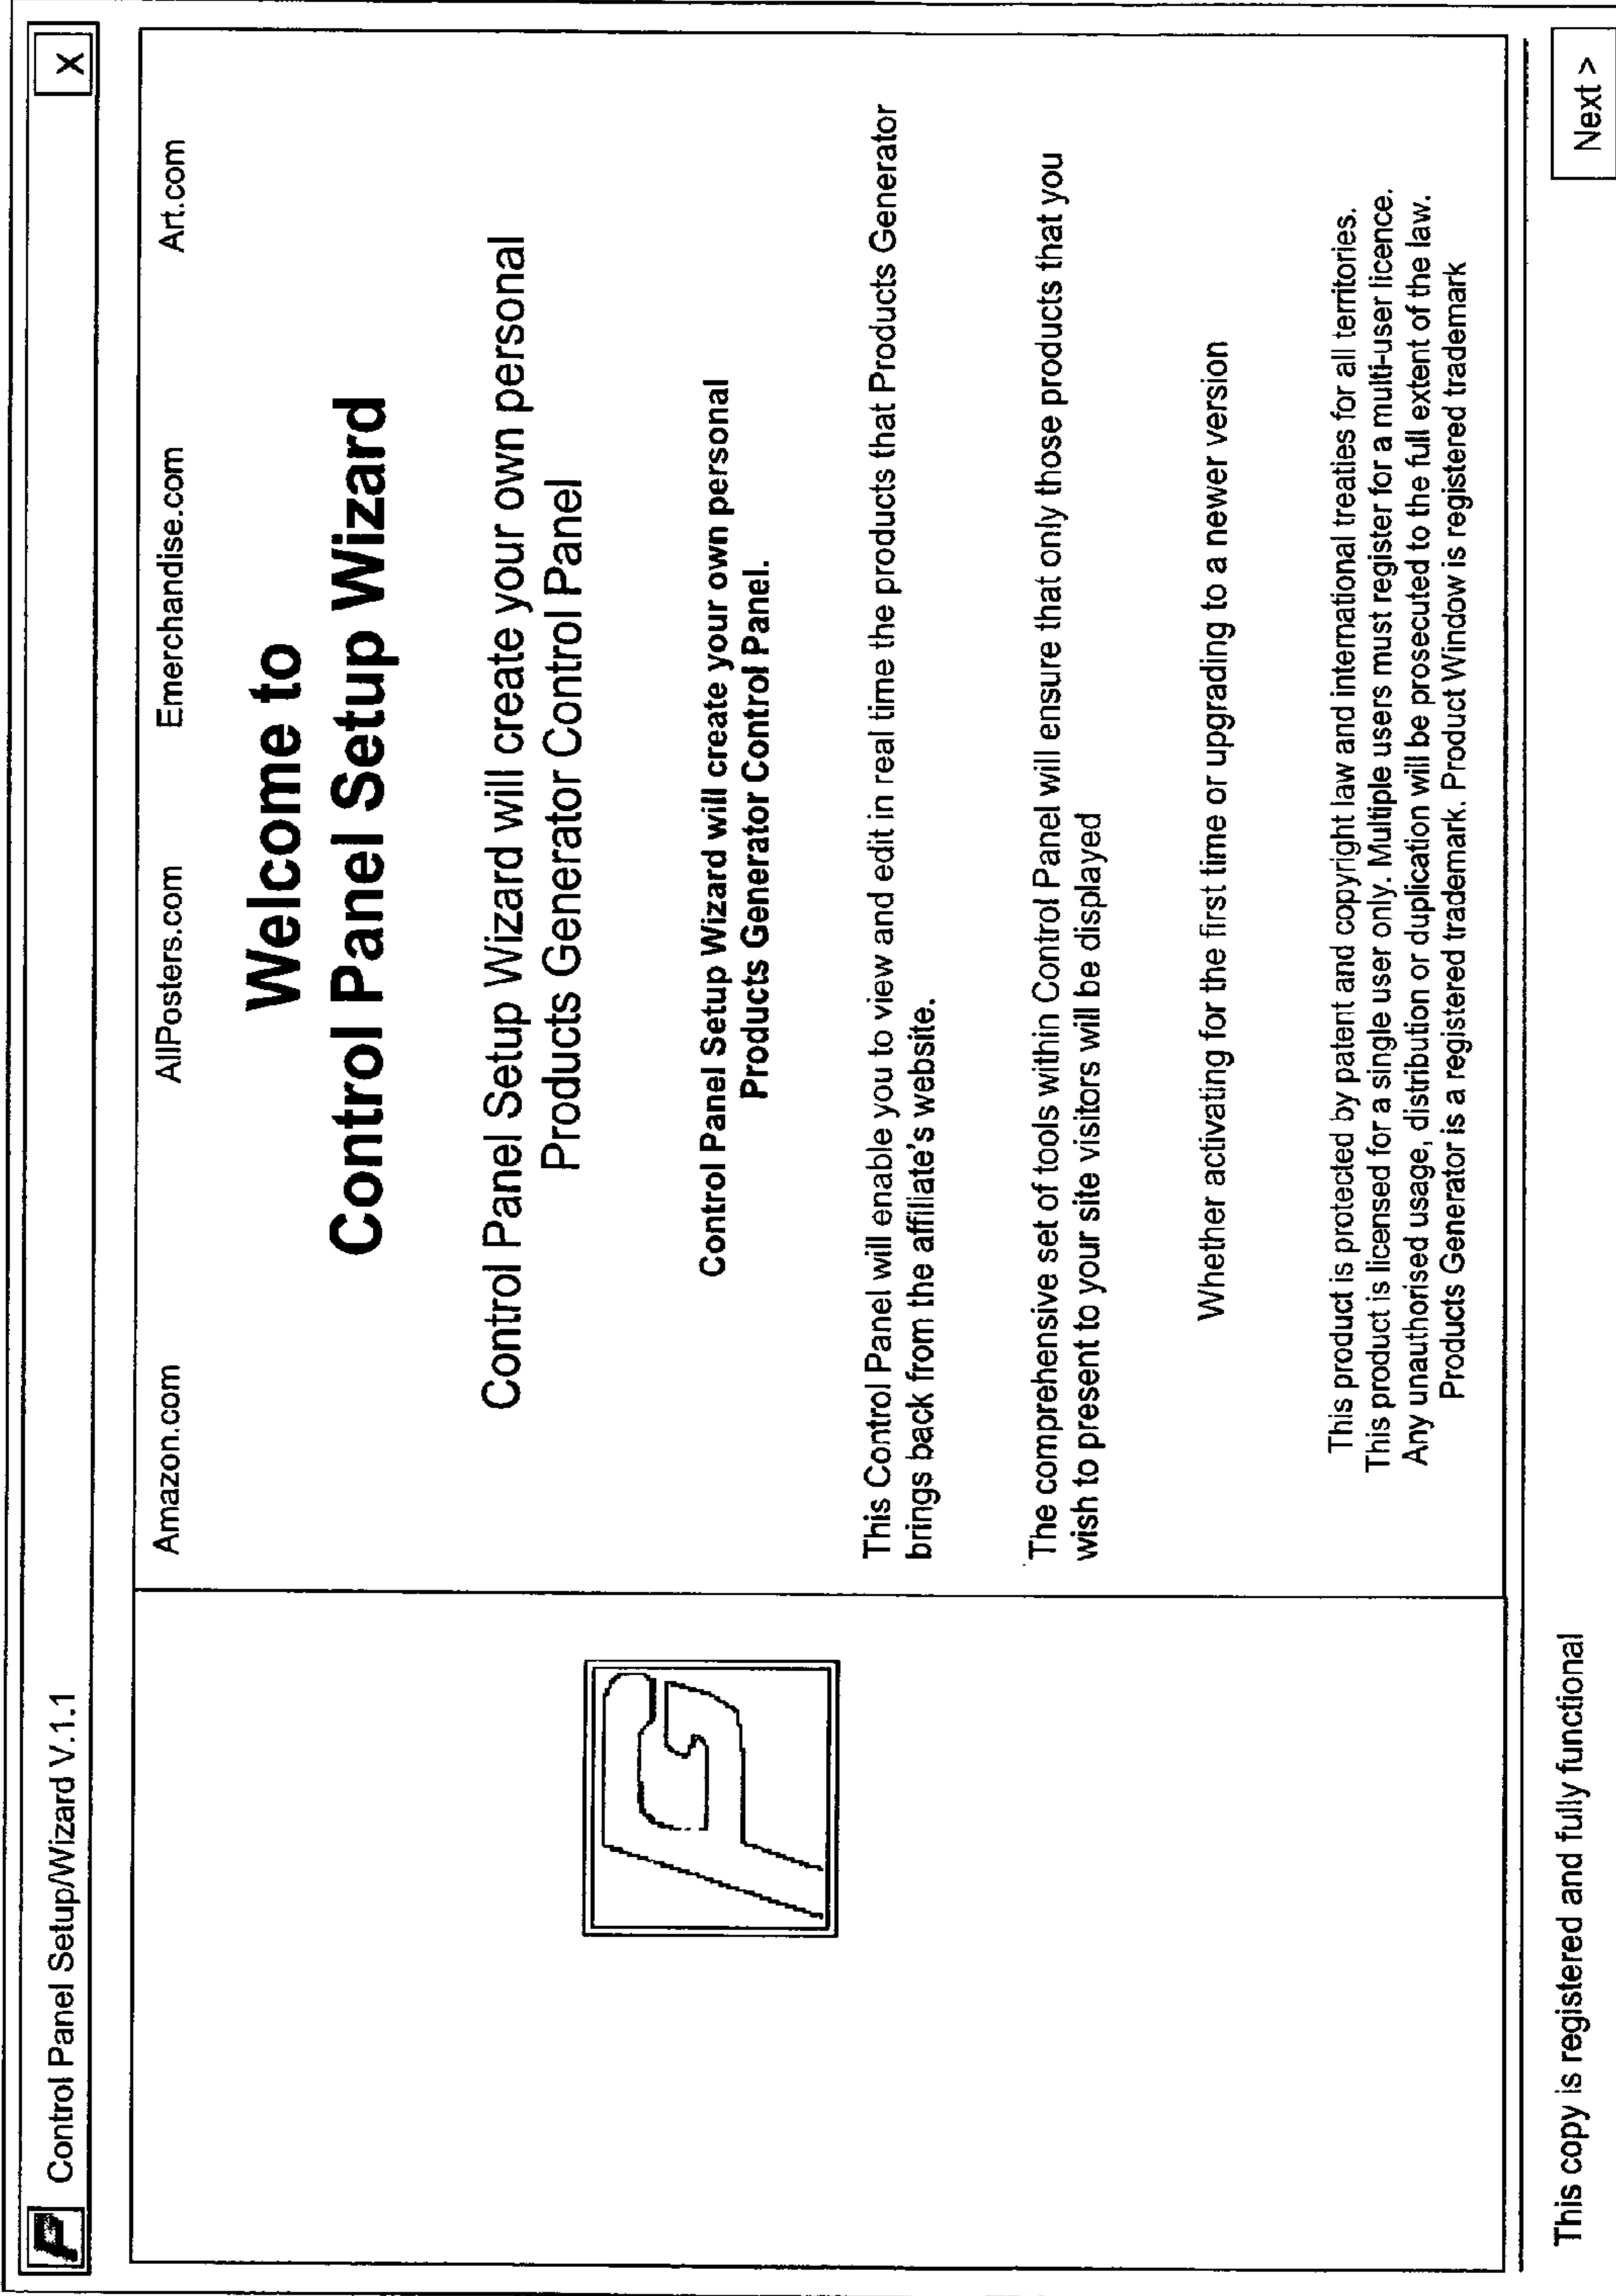 Control Panel Setup/Wizard V.1.1
X
Amazon.com AllPosters.com Emerchandise.com Art.com
Welcome to
Control Panel Setup Wizard
Control Panel Setup Wizard will create your own personal
Products Generator Control Panel
Control Panel Setup Wizard will create your own personal
Products Generator Control Panel.
This Control Panel will enable you to view and edit in real time the products that Products Generator
brings back from the affiliate's website.
The comprehensive set of tools within Control Panel will ensure that only those products that you
wish to present to your site visitors will be displayed
Whether activating for the first time or upgrading to a newer version
This product is protected by patent and copyright law and international treaties for all territories.
This product is licensed for a single user only. Multiple users must register for a multi-user licence.
Any unauthorised usage, distribution or duplication will be prosecuted to the full extent of the law.
Products Generator is a registered trademark. Product Window is registered trademark
This copy is registered and fully functional
Next >